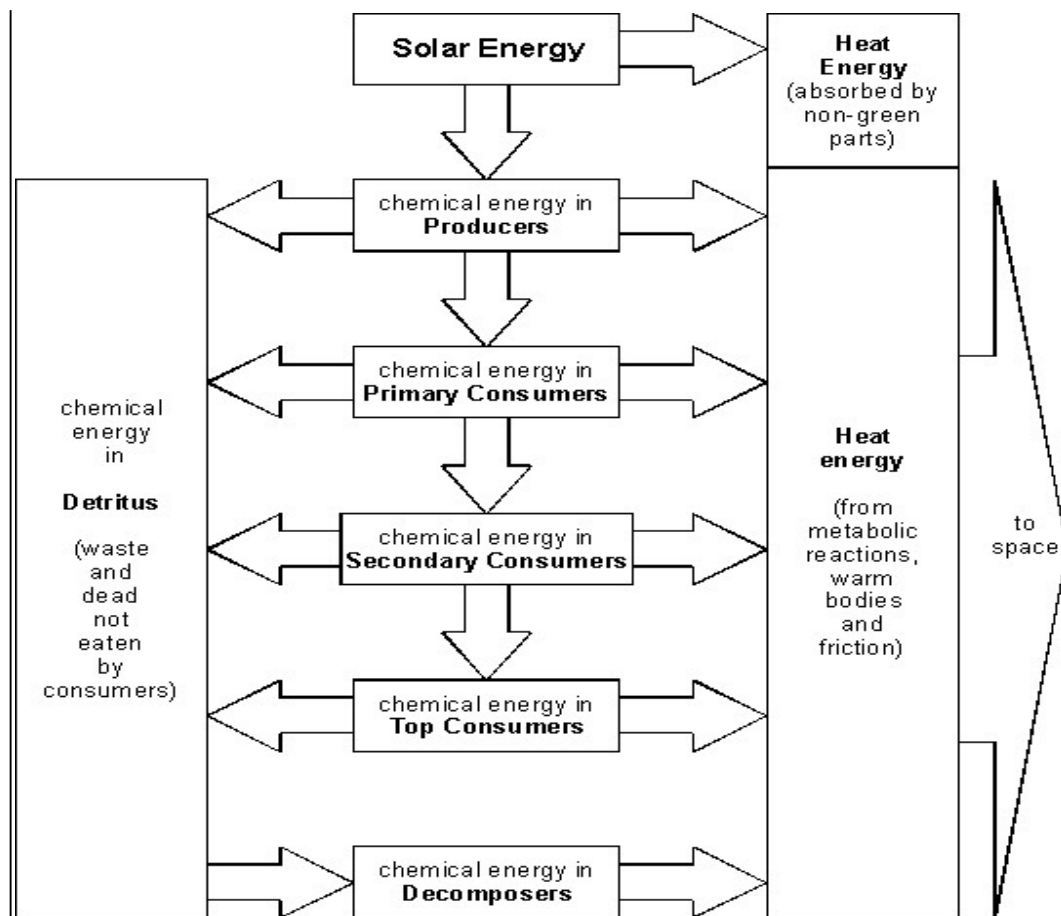 Solar Energy
Heat
Energy
(absorbed by
non-green
parts)
chemical energy in
Producers
chemical energy in
Primary Consumers
chemical energy in
Secondary Consumers
chemical energy in
Top Consumers
chemical energy in
Decomposers
chemical
energy
in
Detritus
(waste
and
dead
not
eaten
by
consumers)
Heat
energy
(from
metabolic
reactions,
warm
bodies
and
friction)
to
space